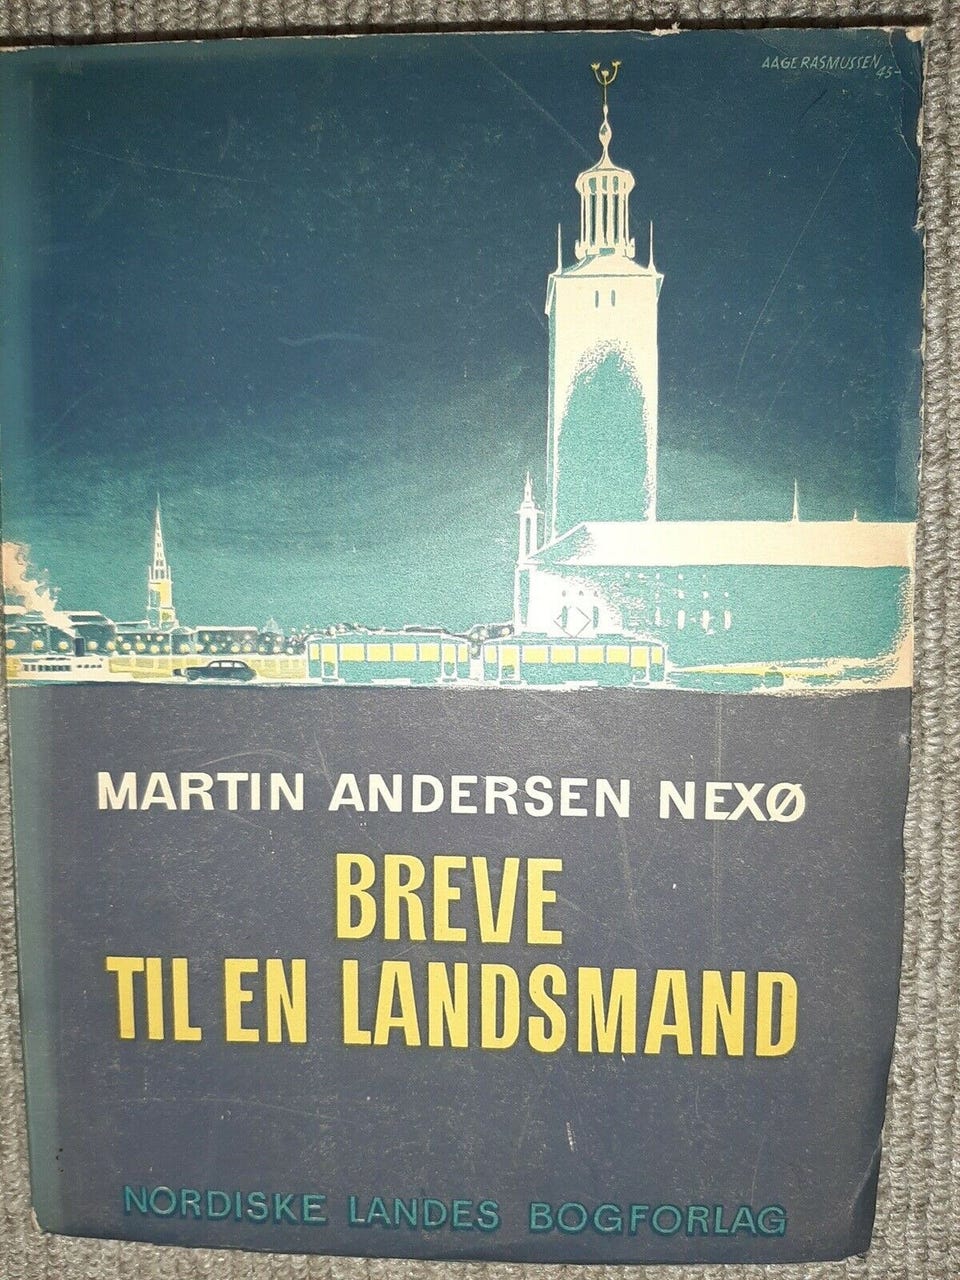 AAGE RASMUSSEN
45-
MARTIN ANDERSEN NEXØ
BREVE
TIL EN LANDSMAND
NORDISKE LANDES BOGFORLAG